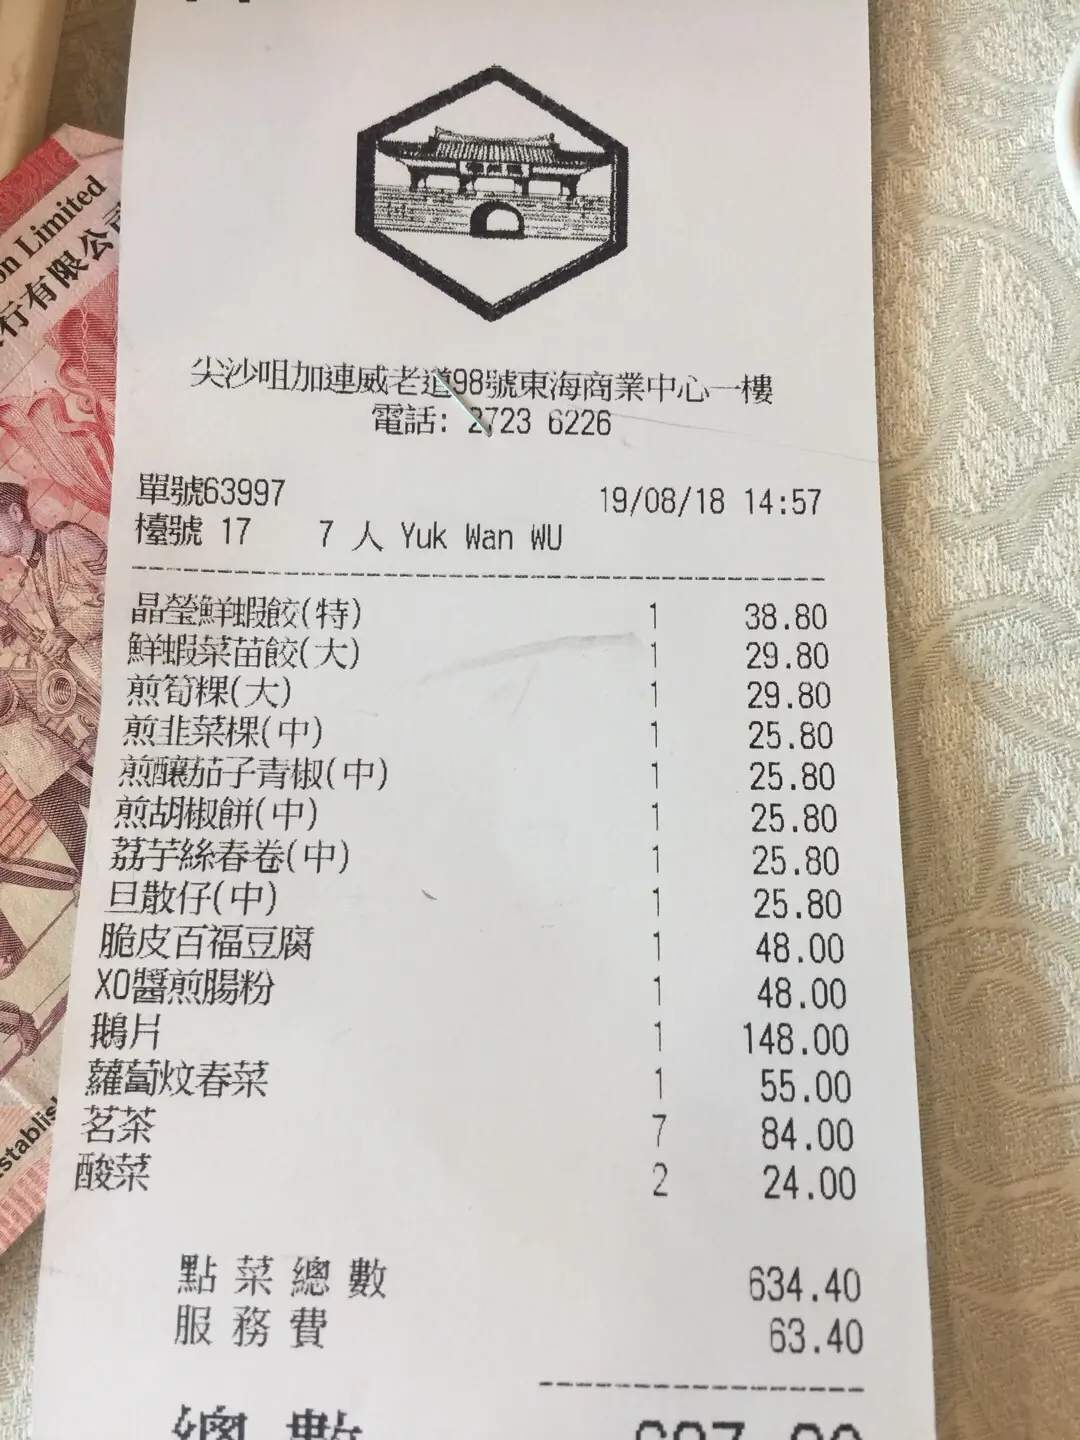 on Limited
行有限公司
尖沙咀加連威老道98號東海商業中心一樓
電話: 2723 6226
單號63997 19/08/18 14:57
檯號 17 7 人 Yuk Wan WU
晶瑩鮮蝦餃(特) 1 38.80
鮮蝦菜苗餃(大) 1 29.80
煎筍粿(大) 1 29.80
煎韭菜棵(中) 1 25.80
煎釀茄子青椒(中) 1 25.80
煎胡椒餅(中) 1 25.80
荔芋絲春卷(中) 1 25.80
旦散仔(中) 1 25.80
脆皮百福豆腐 1 48.00
XO醬煎腸粉 1 48.00
鵝片 1 148.00
蘿蔔炆春菜 1 55.00
茗茶 7 84.00
酸菜 2 24.00
點菜總數 634.40
服務費 63.40
總數